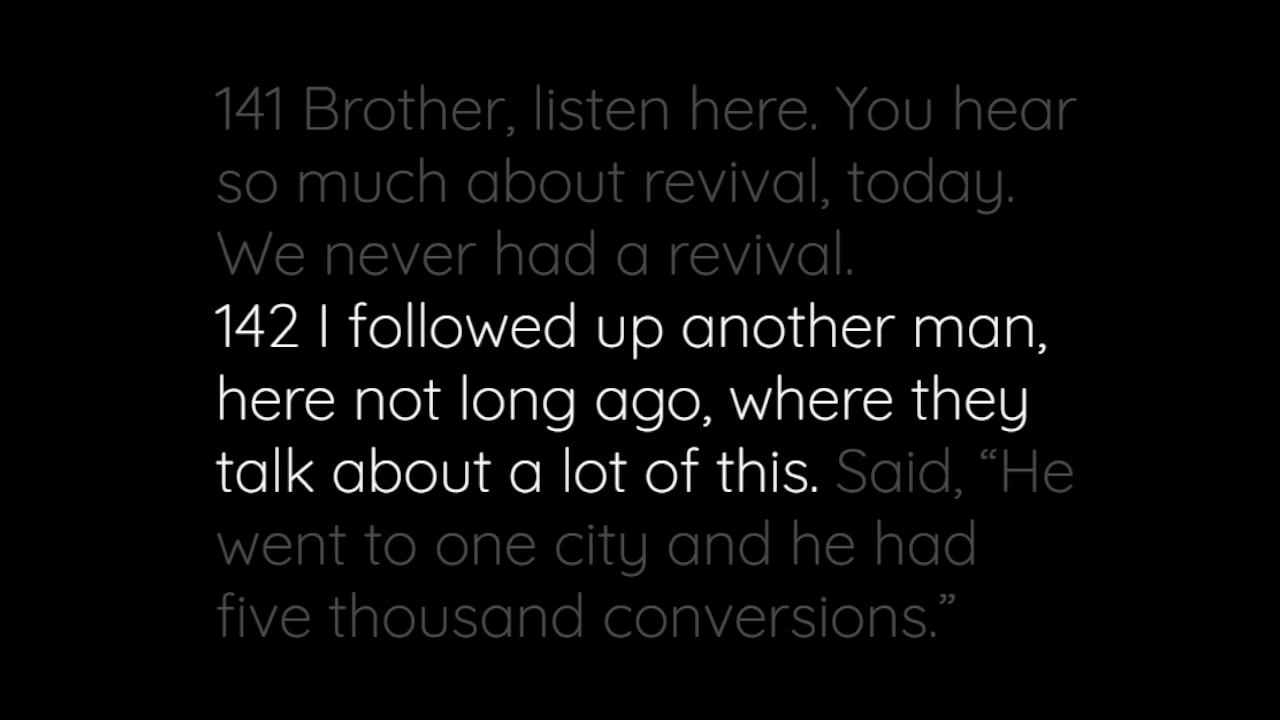 141 Brother, listen here. You hear
so much about revival, today.
We never had a revival.
142 I followed up another man,
here not long ago, where they
talk about a lot of this. Said, “He
went to one city and he had
five thousand conversions.”